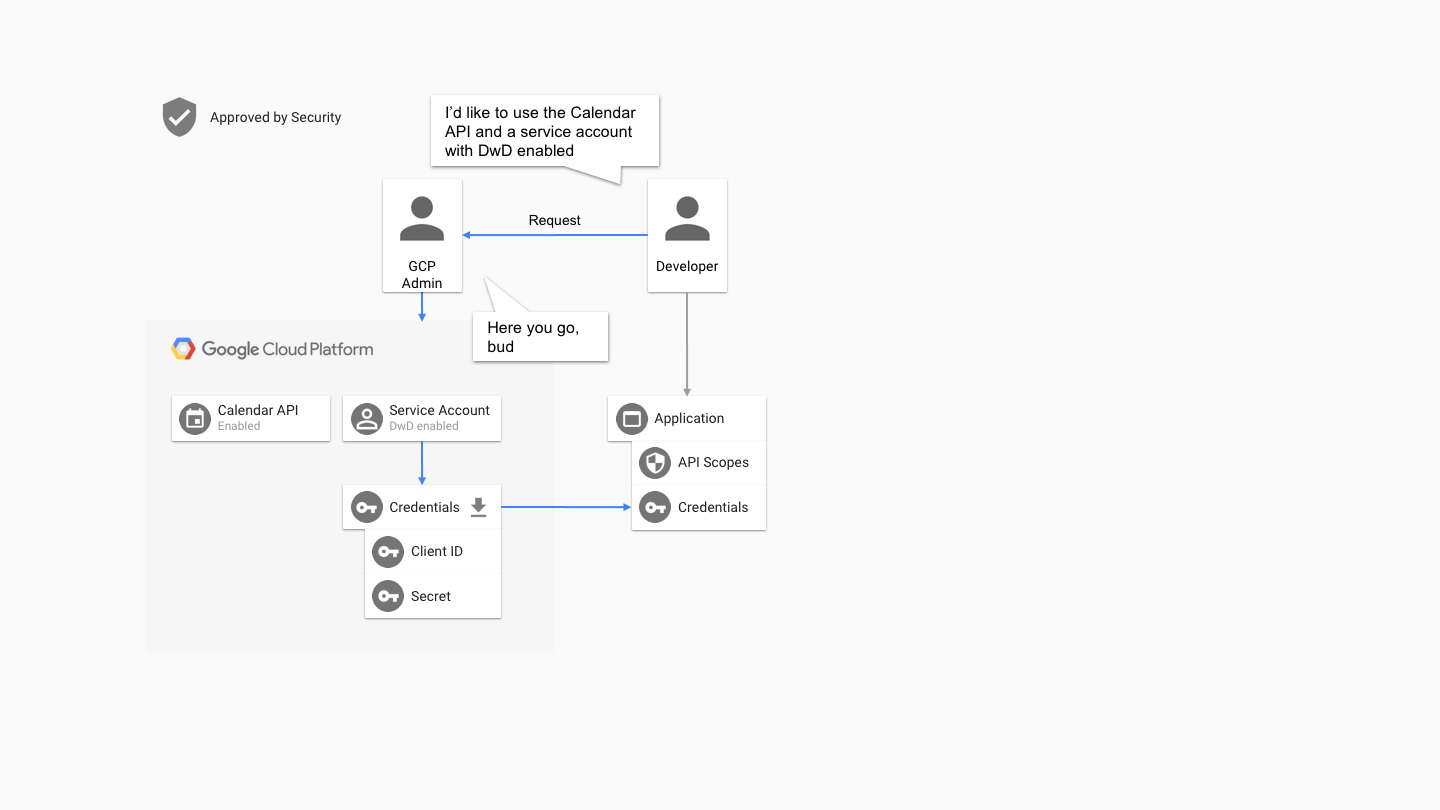 Approved by Security
I'd like to use the Calendar
API and a service account
with DwD enabled
Request
GCP
Admin
Developer
Here you go,
bud
Google Cloud Platform
Calendar API
Enabled
Service Account
DwD enabled
Application
API Scopes
Credentials
Credentials
Client ID
Secret